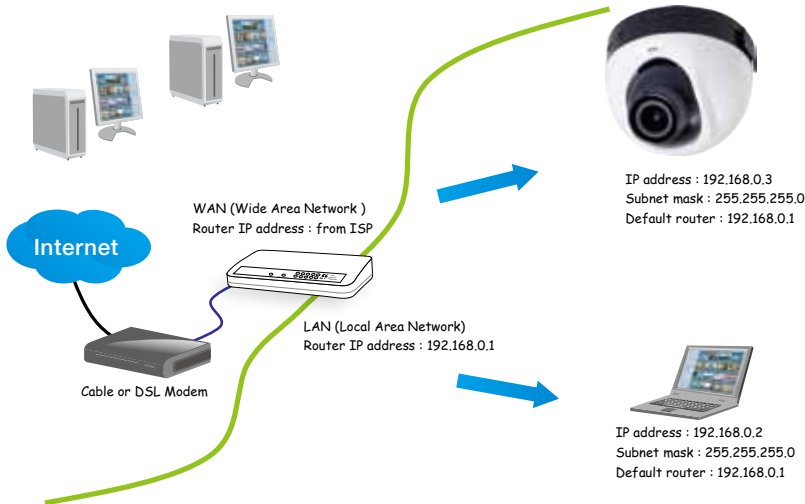 WAN (Wide Area Network )
Router IP address : from ISP
Internet
LAN (Local Area Network)
Router IP address : 192.168.0.1
Cable or DSL Modem
IP address : 192.168.0.3
Subnet mask : 255.255.255.0
Default router : 192.168.0.1
IP address : 192.168.0.2
Subnet mask : 255.255.255.0
Default router : 192.168.0.1